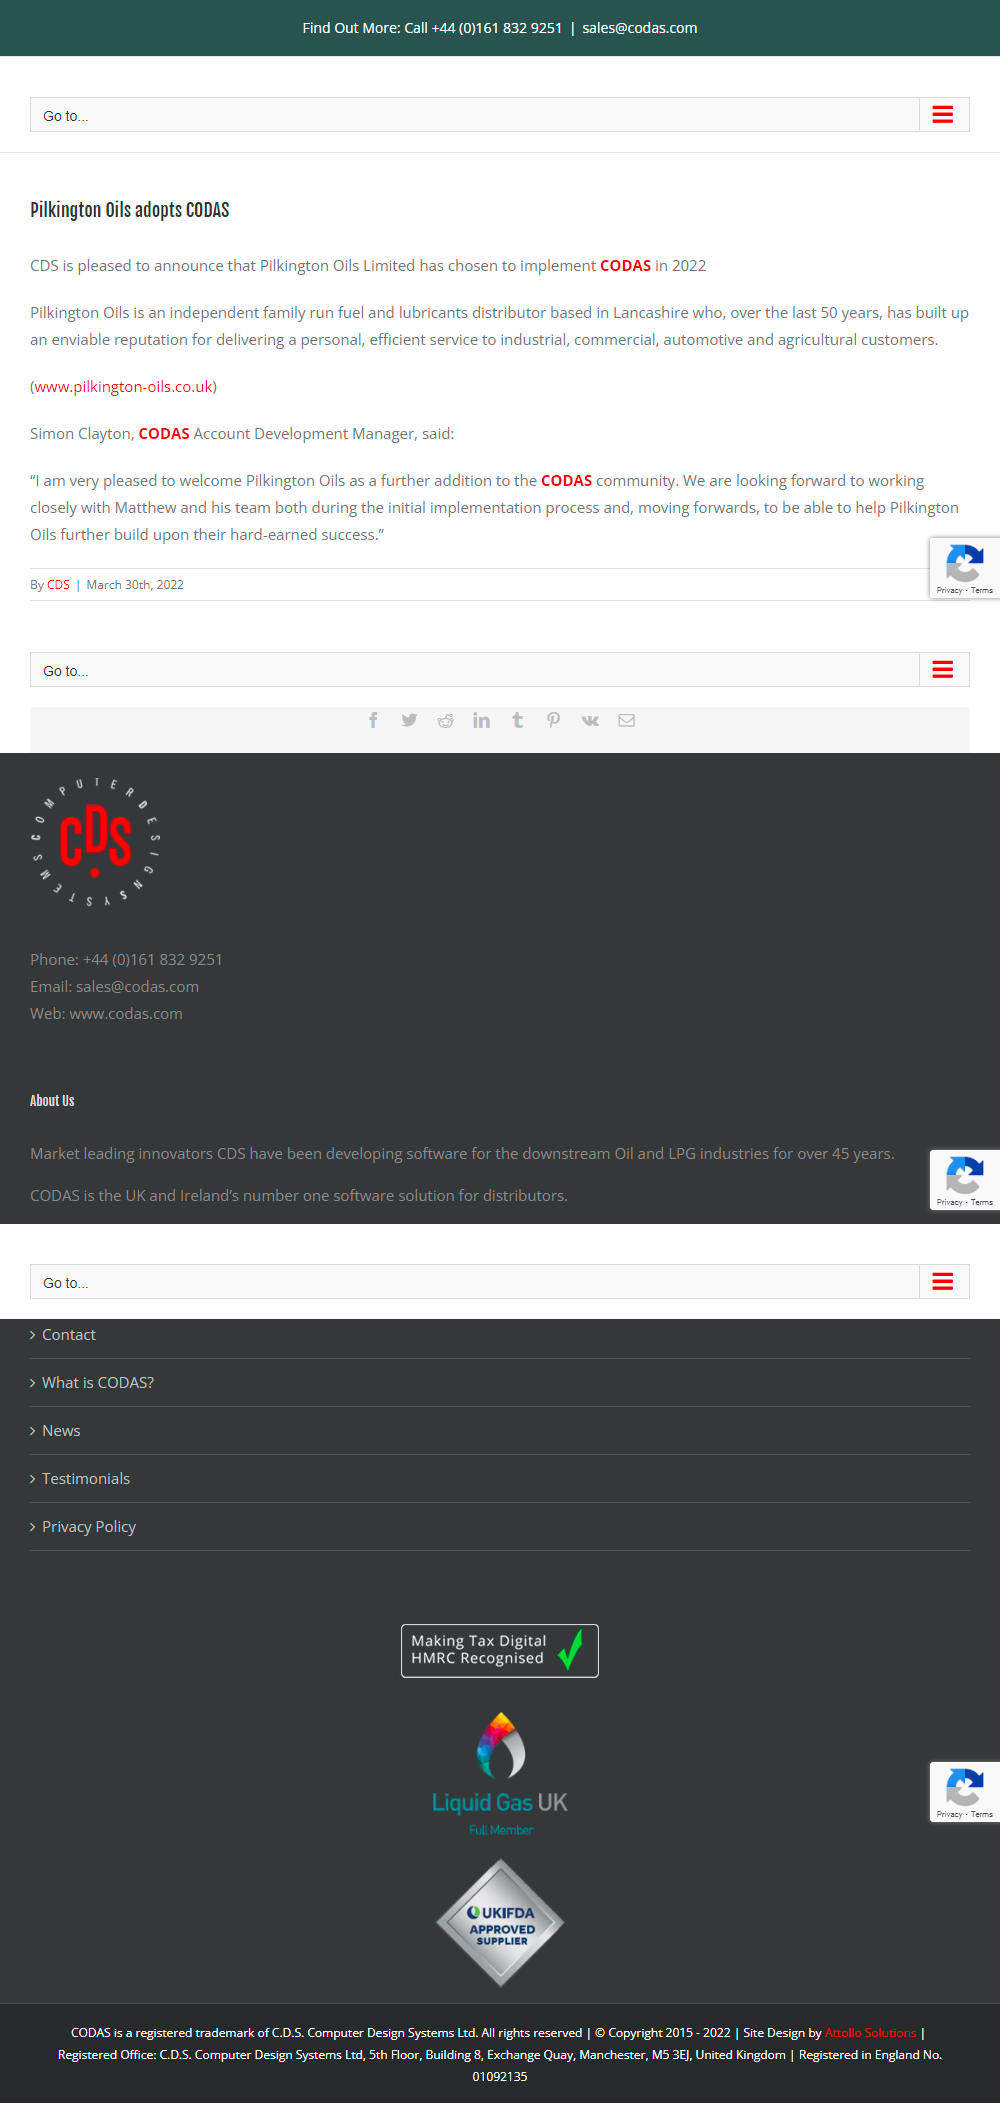 Find Out More: Call +44 (0)161 832 9251 | sales@codas.com
Go to...
Pilkington Oils adopts CODAS
CDS is pleased to announce that Pilkington Oils Limited has chosen to implement CODAS in 2022
Pilkington Oils is an independent family run fuel and lubricants distributor based in Lancashire who, over the last 50 years, has built up
an enviable reputation for delivering a personal, efficient service to industrial, commercial, automotive and agricultural customers.
(www.pilkington-oils.co.uk)
Simon Clayton, CODAS Account Development Manager, said:
“I am very pleased to welcome Pilkington Oils as a further addition to the CODAS community. We are looking forward to working
closely with Matthew and his team both during the initial implementation process and, moving forwards, to be able to help Pilkington
Oils further build upon their hard-earned success.”
By CDS | March 30th, 2022
Privacy - Terms
Go to...
COMPUTER DESIGN SYSTEMS
CDS
Phone: +44 (0)161 832 9251
Email: sales@codas.com
Web: www.codas.com
About Us
Market leading innovators CDS have been developing software for the downstream Oil and LPG industries for over 45 years.
CODAS is the UK and Ireland’s number one software solution for distributors.
Privacy - Terms
Go to...
Contact
What is CODAS?
News
Testimonials
Privacy Policy
Making Tax Digital
HMRC Recognised
Liquid Gas UK
Full Member
Privacy - Terms
UKIFDA
APPROVED
SUPPLIER
CODAS is a registered trademark of C.D.S. Computer Design Systems Ltd. All rights reserved | © Copyright 2015 - 2022 | Site Design by Attollo Solutions |
Registered Office: C.D.S. Computer Design Systems Ltd, 5th Floor, Building 8, Exchange Quay, Manchester, M5 3EJ, United Kingdom | Registered in England No.
01092135